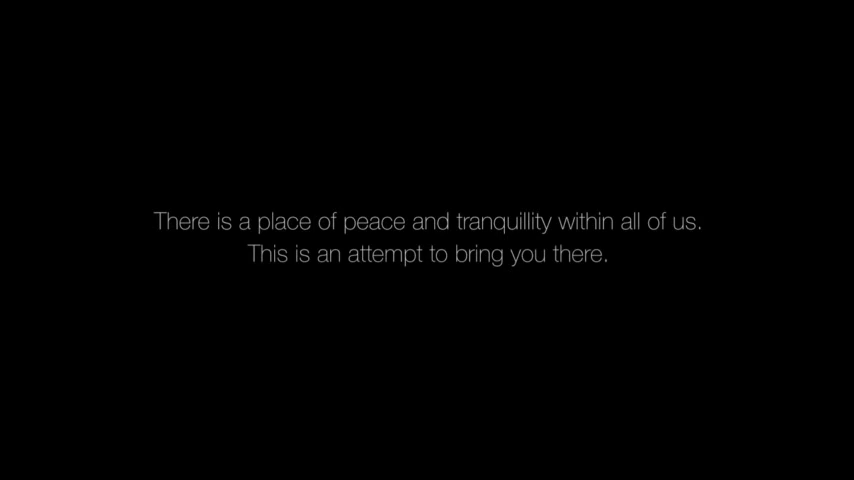 There is a place of peace and tranquillity within all of us.
This is an attempt to bring you there.